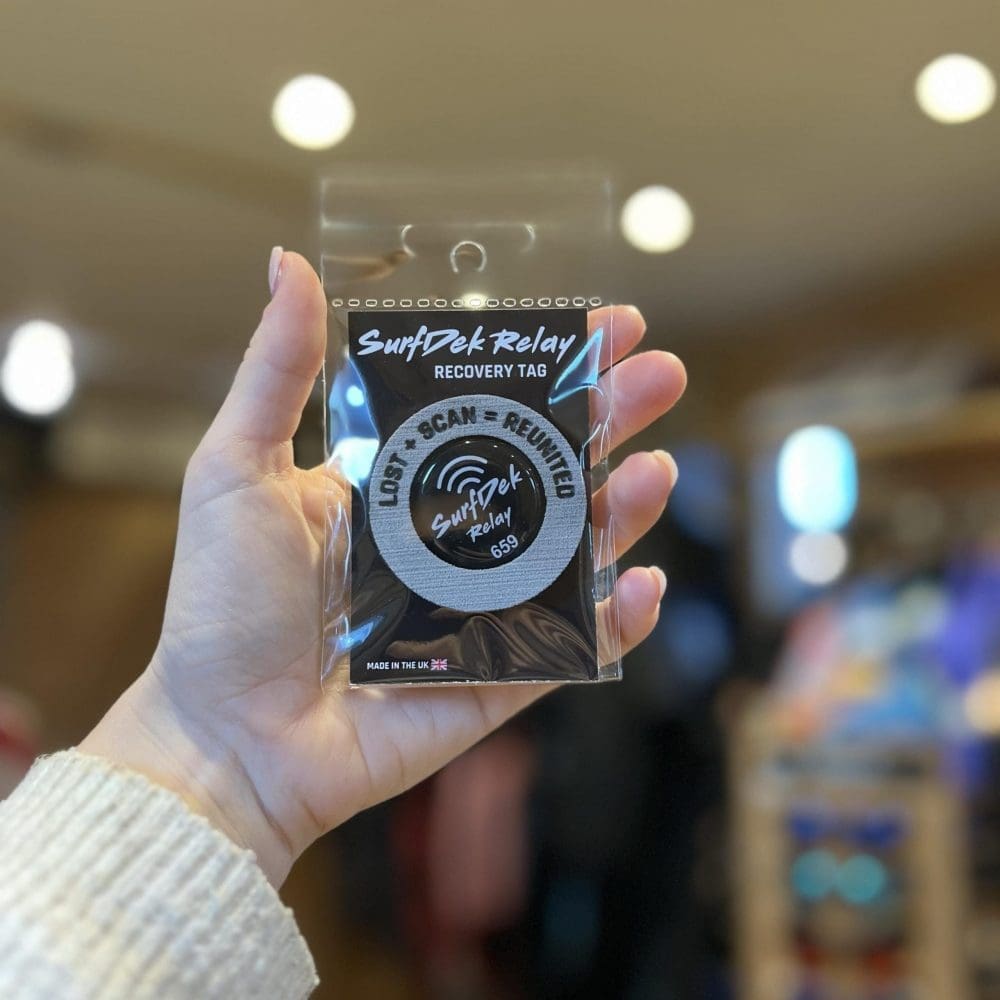 SurfDek Relay
RECOVERY TAG
LOST + SCAN = REUNITED
SurfDek
Relay
659
MADE IN THE UK